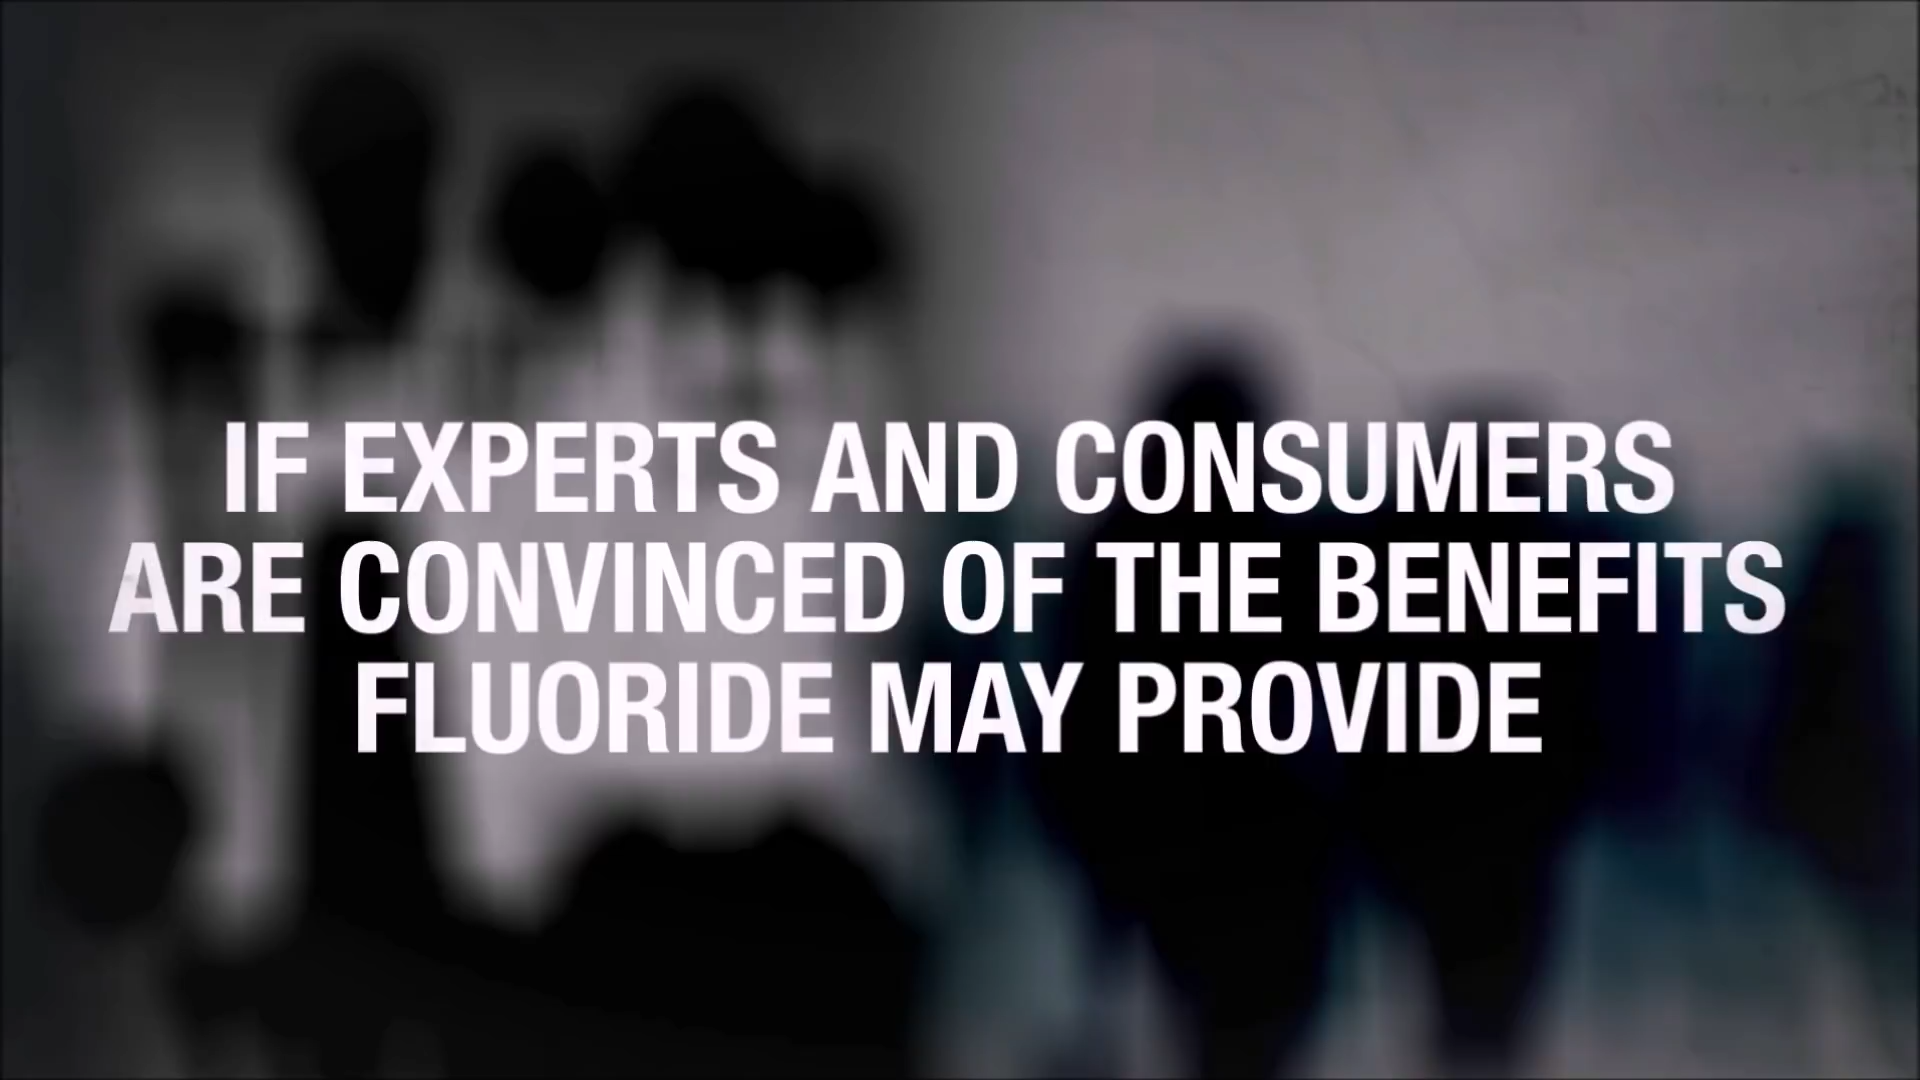 IF EXPERTS AND CONSUMERS
ARE CONVINCED OF THE BENEFITS
FLUORIDE MAY PROVIDE